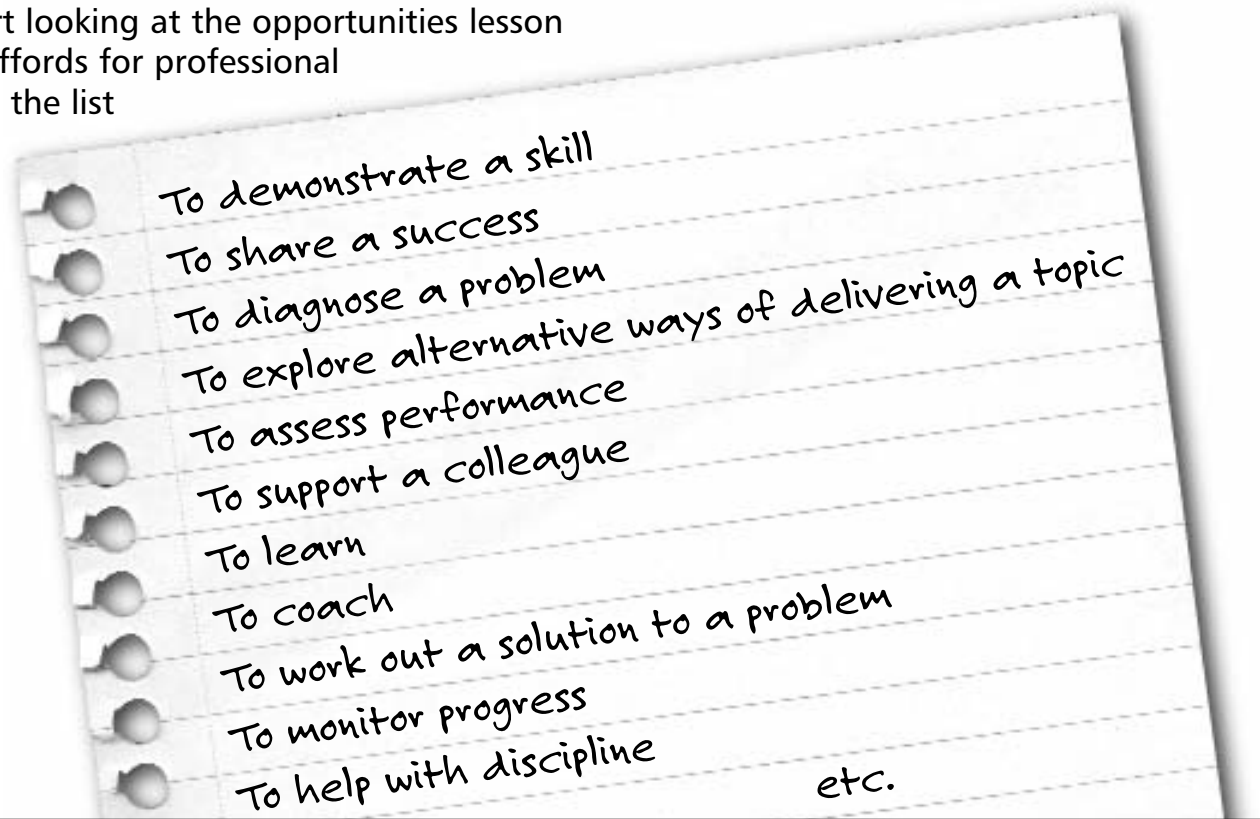 looking at the opportunities lesson
for professional
the list
To demonstrate a skill
To share a success
To diagnose a problem
To explore alternative ways of delivering a topic
To assess performance
To support a colleague
To learn
To coach
To work out a solution to a problem
To monitor progress
To help with discipline
etc.